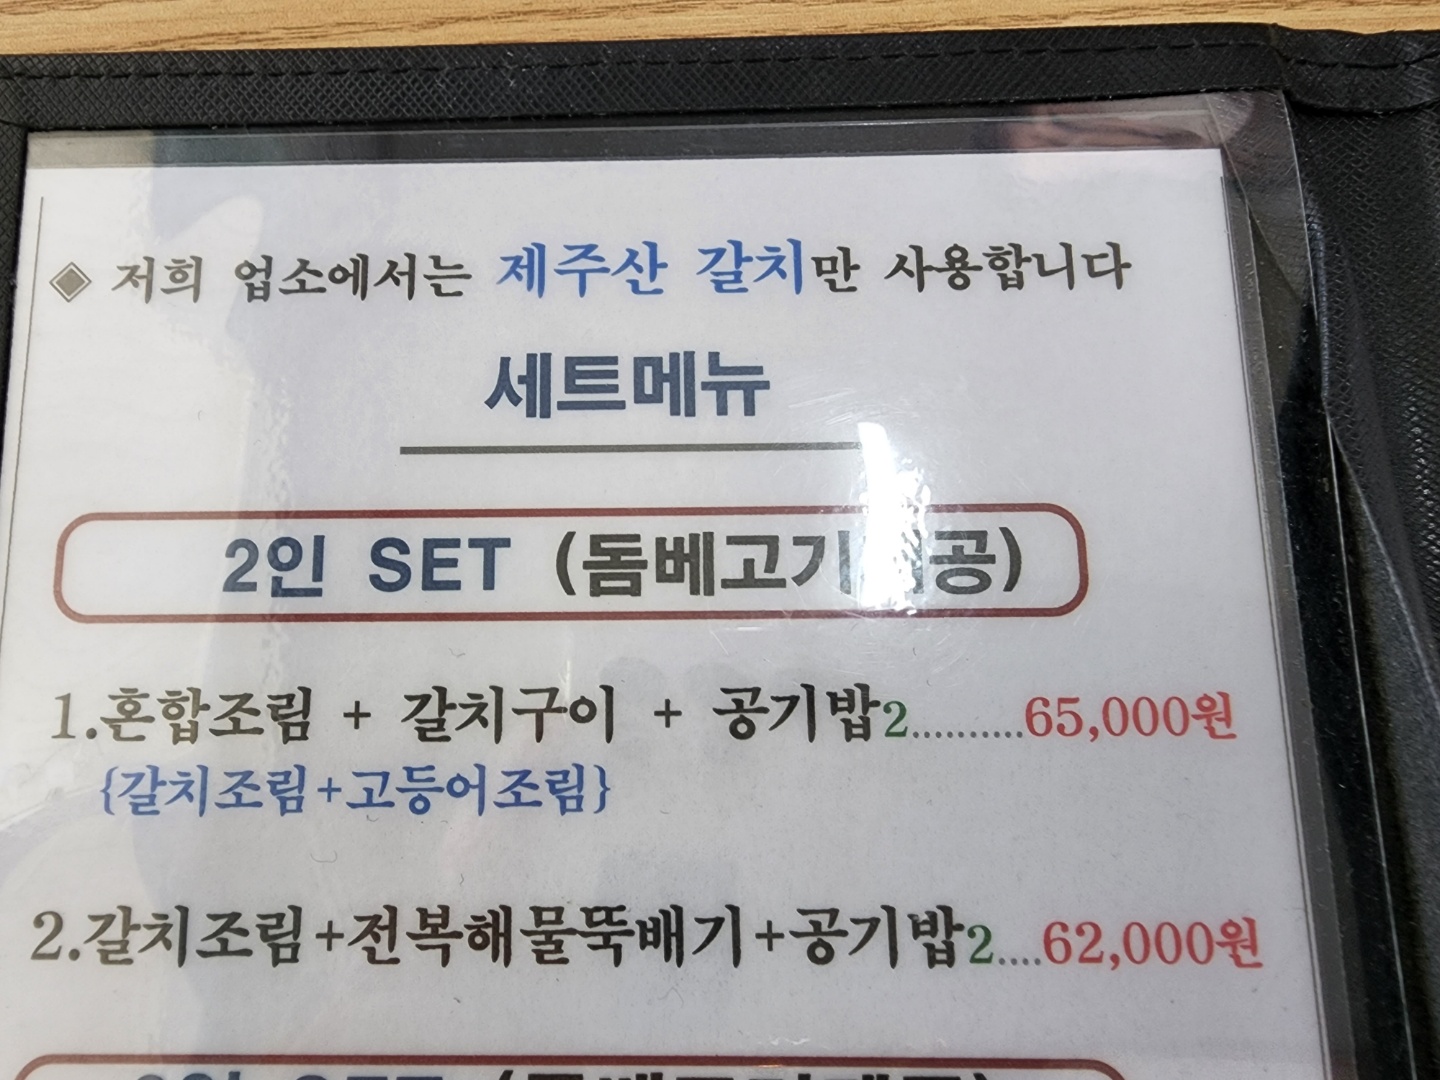 ◈ 저희 업소에서는 제주산 갈치만 사용합니다
세트메뉴
2인 SET (돔베고기제공)
1.혼합조림 + 갈치구이 + 공기밥2..........65,000원
{갈치조림+고등어조림}
2.갈치조림+전복해물뚝배기+공기밥2....62,000원